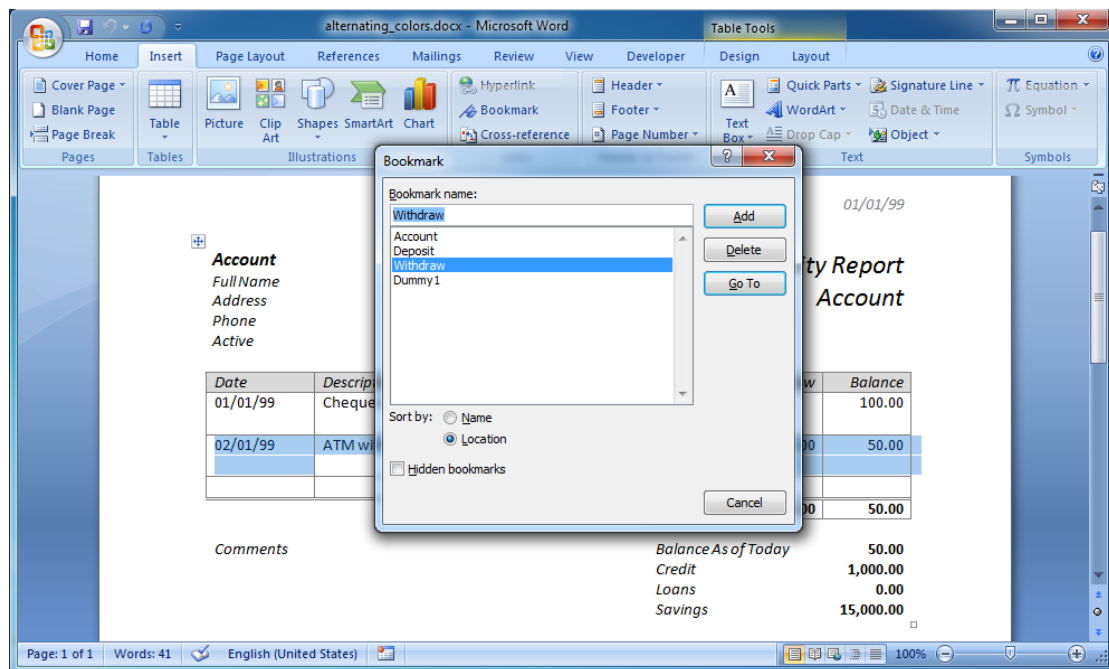 alternating_colors.docx - Microsoft Word
Table Tools
Home Insert Page Layout References Mailings Review View Developer Design Layout
Cover Page
Blank Page
Page Break
Pages
Table
Tables
Picture
Clip
Art
Shapes
SmartArt
Chart
Illustrations
Hyperlink
Bookmark
Cross-reference
Header
Footer
Page Number
Text
Box
Quick Parts
WordArt
Drop Cap
Signature Line
Date & Time
Object
Text
Equation
Symbol
Symbols
Bookmark
Bookmark name:
Withdraw
Account
Deposit
Withdraw
Dummy1
Add
Delete
Go To
Sort by: Name
Location
Hidden bookmarks
Cancel
01/01/99
ity Report
Account
Account
Full Name
Address
Phone
Active
Date Descrip w Balance
01/01/99 Cheque 100.00
02/01/99 ATM wi 00 50.00
00 50.00
Comments
Balance As of Today 50.00
Credit 1,000.00
Loans 0.00
Savings 15,000.00
Page: 1 of 1 Words: 41 English (United States) 100%